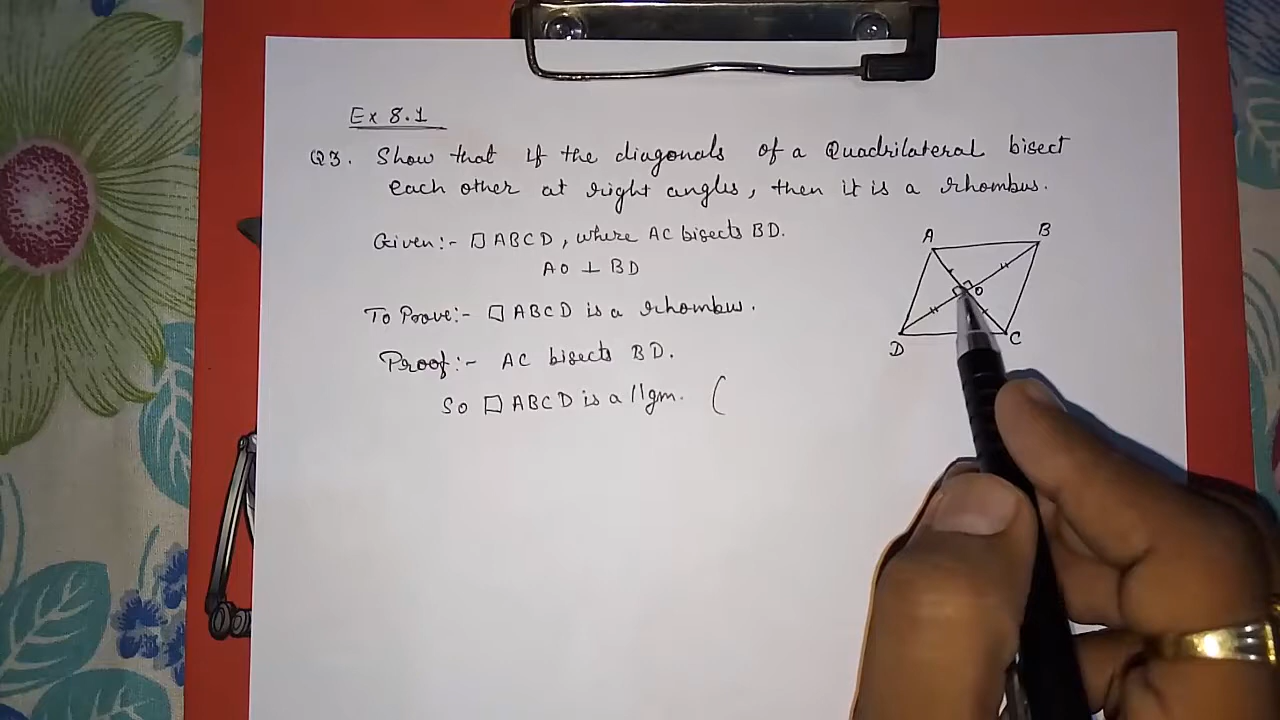 Ex 8.1
Q3. Show that if the diagonals of a Quadrilateral bisect
each other at right angles, then it is a rhombus.
Given:- □ ABCD, where AC bisects BD.
AO ⊥ BD
To Prove:- □ ABCD is a rhombus.
Proof:- AC bisects BD.
So □ ABCD is a ||gm. (
A B
O
D C